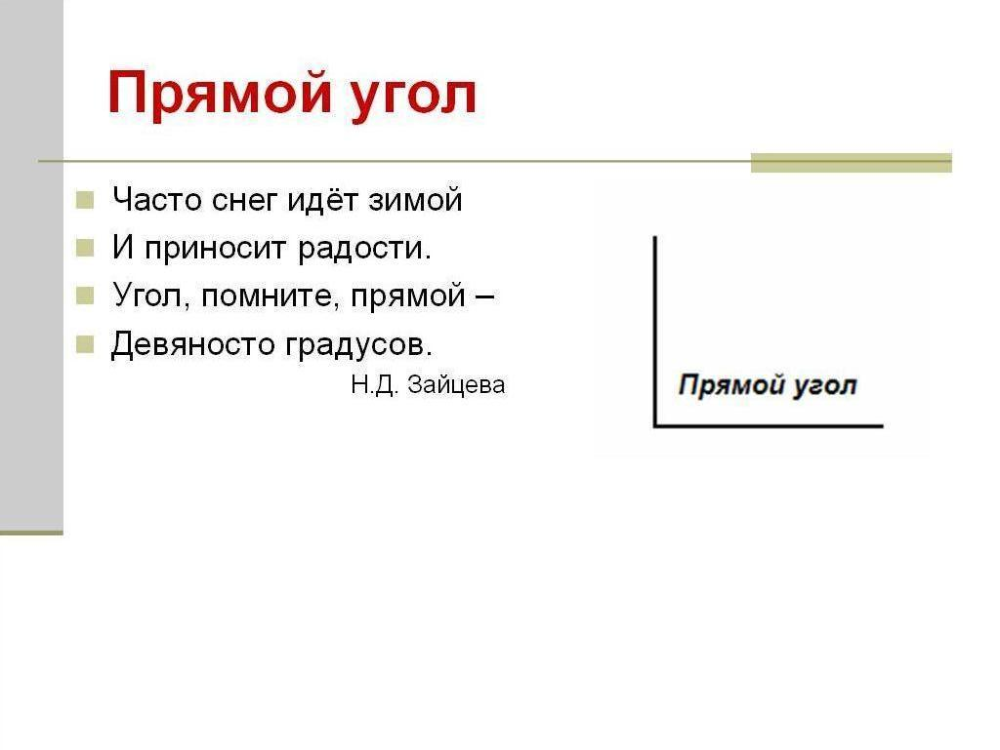 Прямой угол
Часто снег идёт зимой
И приносит радости.
Угол, помните, прямой –
Девяносто градусов.
Н.Д. Зайцева
Прямой угол